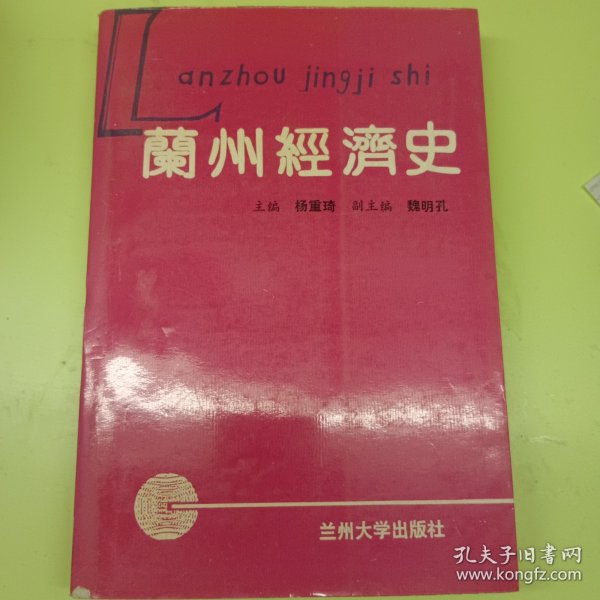 Lanzhou jingji shi
蘭州經濟史
主编 杨重琦 副主编 魏明孔
兰州大学出版社
孔夫子旧书网
www.kongfz.com